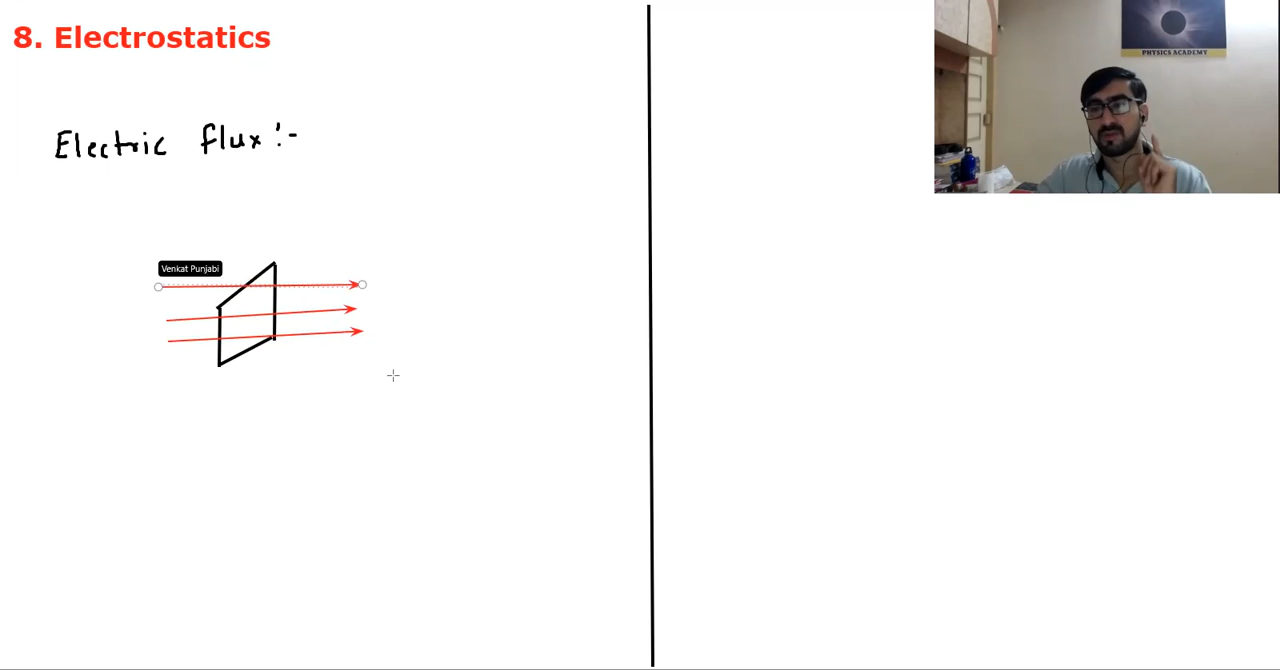 8. Electrostatics
PHYSICS ACADEMY
Electric flux:-
Venkat Punjabi